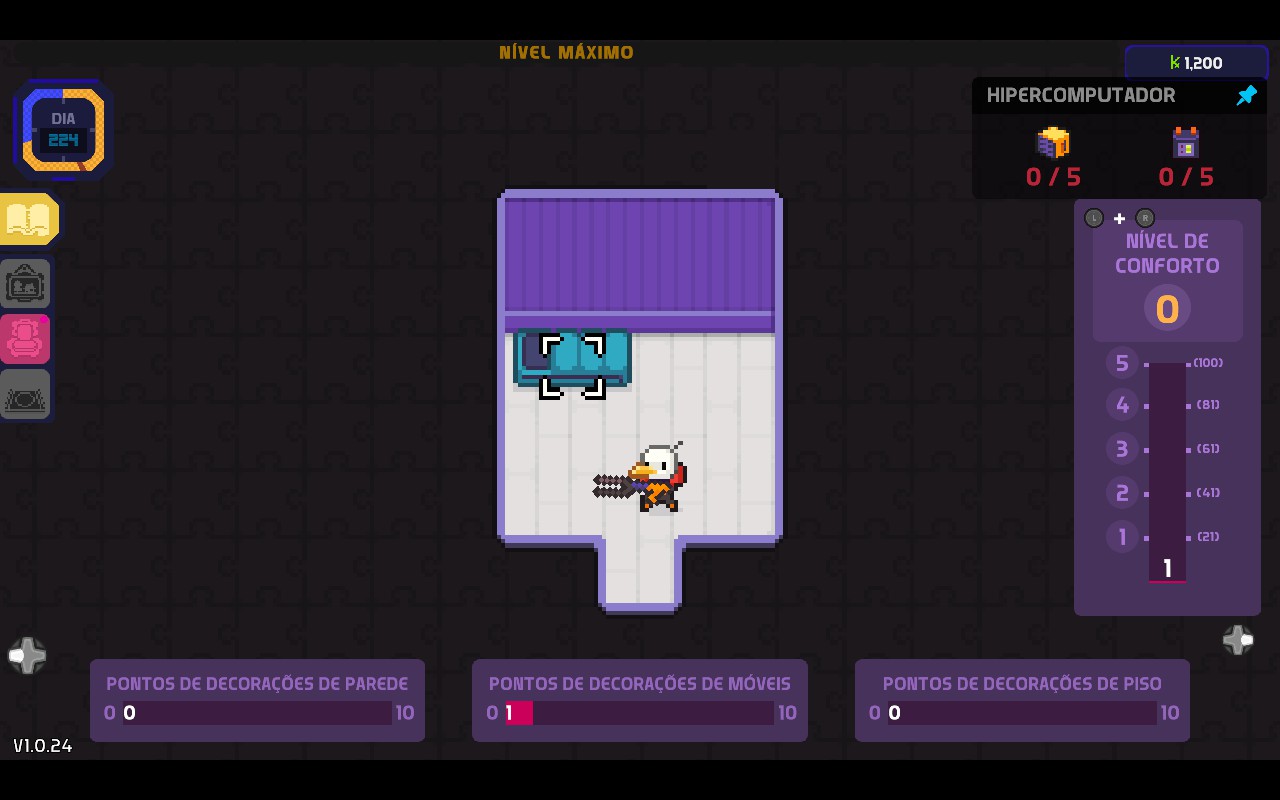 NÍVEL MÁXIMO
1,200
HIPERCOMPUTADOR
DIA
224
0 / 5
0 / 5
L + R
NÍVEL DE
CONFORTO
0
5 (100)
4 (81)
3 (61)
2 (41)
1 (21)
1
PONTOS DE DECORAÇÕES DE PAREDE
0 0 10
PONTOS DE DECORAÇÕES DE MÓVEIS
0 1 10
PONTOS DE DECORAÇÕES DE PISO
0 0 10
V1.0.24